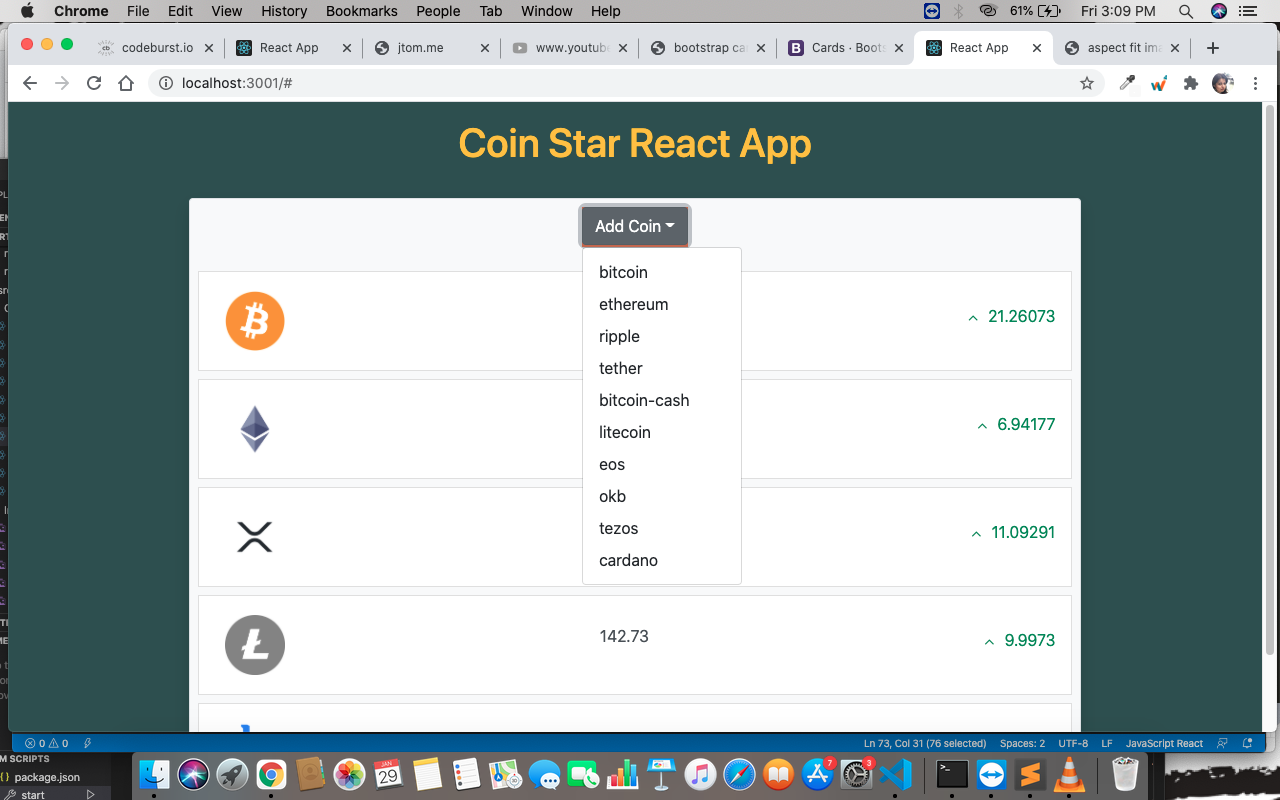 Chrome File Edit View History Bookmarks People Tab Window Help 61% Fri 3:09 PM
codeburst.io React App jtom.me www.youtube bootstrap ca Cards · Boots React App aspect fit ima
localhost:3001/#
Coin Star React App
Add Coin
bitcoin
ethereum
ripple
tether
bitcoin-cash
litecoin
eos
okb
tezos
cardano
21.26073
6.94177
11.09291
142.73 9.9973
0 0 Ln 73, Col 31 (76 selected) Spaces: 2 UTF-8 LF JavaScript React
M SCRIPTS
{} package.json
start
JAN
29
7
3